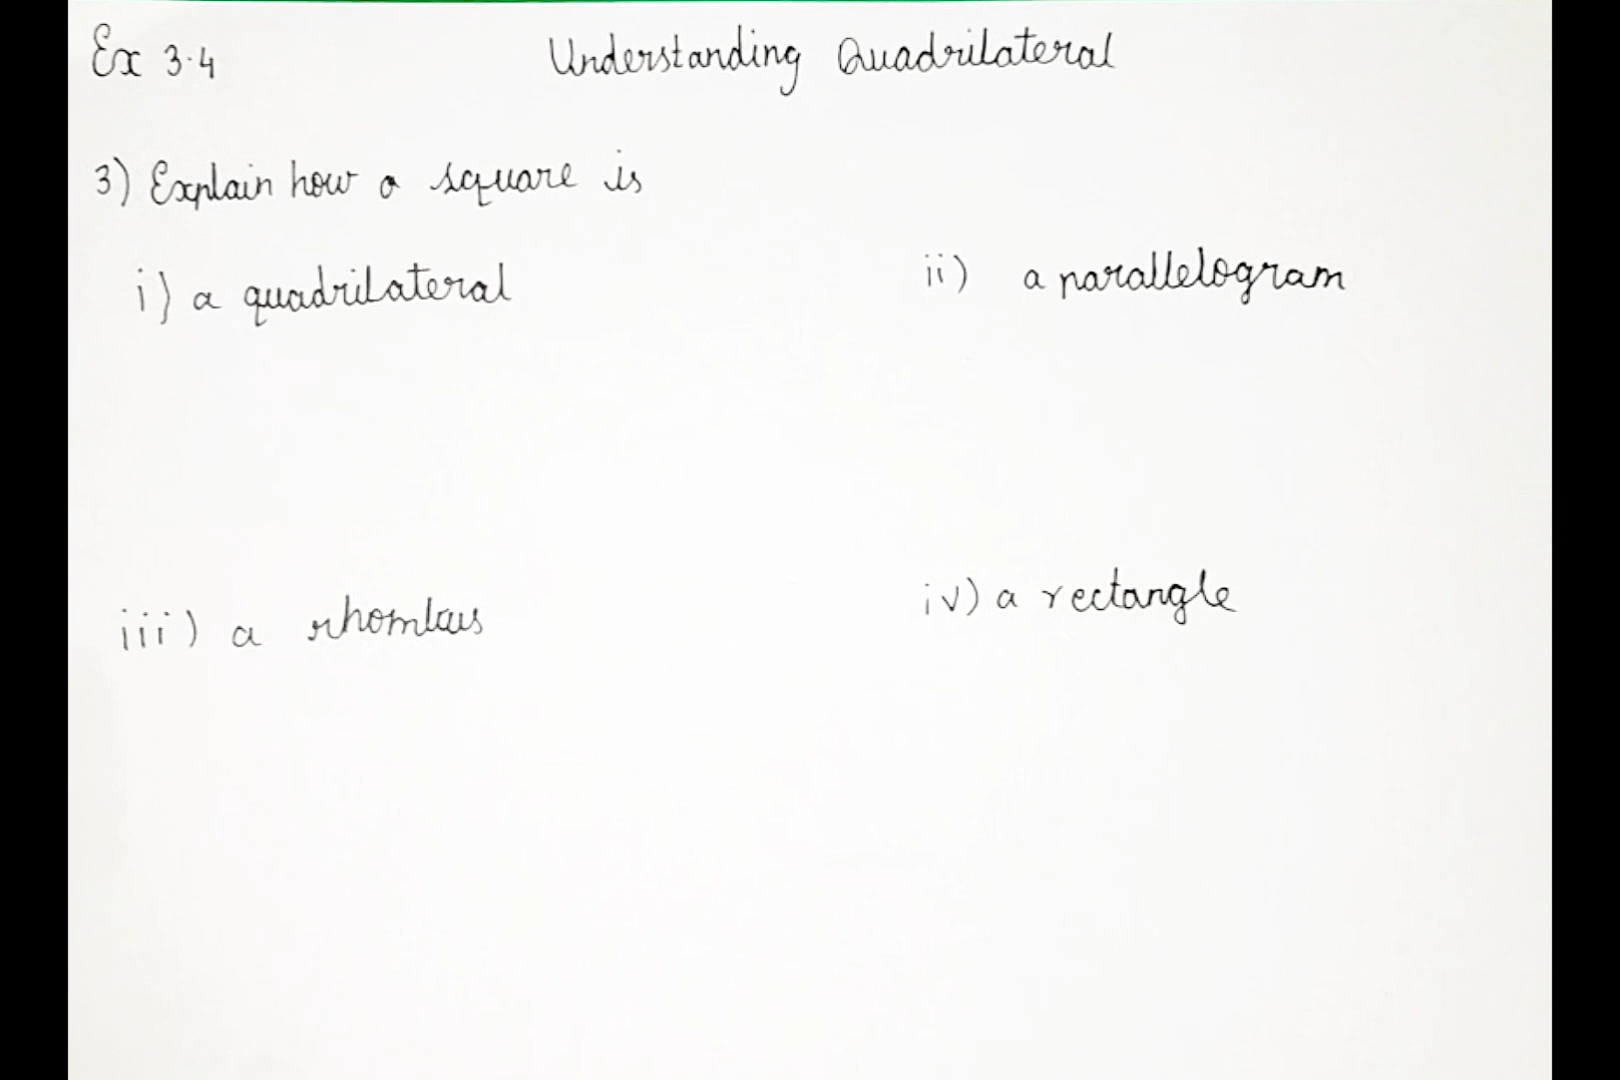 Ex 3.4 Understanding Quadrilateral
3) Explain how a square is
i) a quadrilateral ii) a parallelogram
iii) a rhombus iv) a rectangle